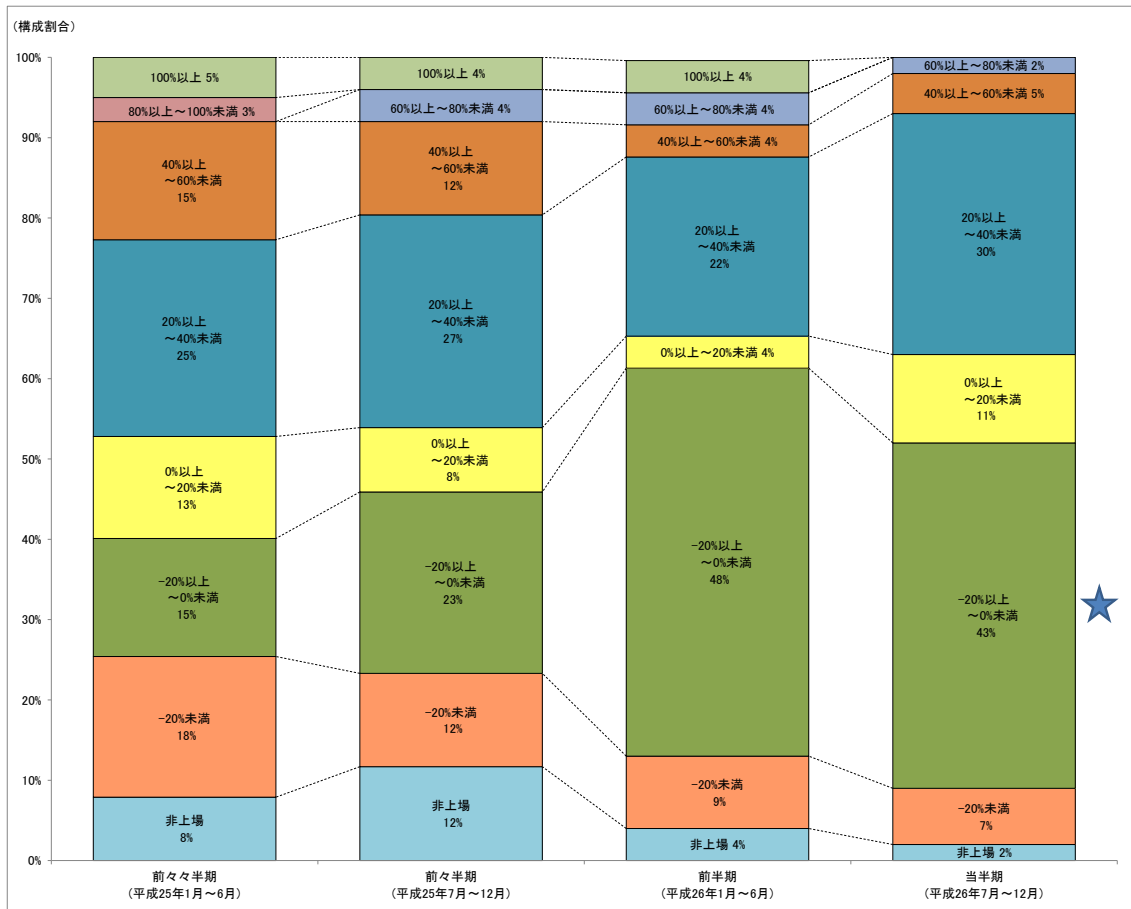 (構成割合)
100%
90%
80%
70%
60%
50%
40%
30%
20%
10%
0%
100%以上 5%
80%以上～100%未満 3%
40%以上
～60%未満
15%
20%以上
～40%未満
25%
0%以上
～20%未満
13%
-20%以上
～0%未満
15%
-20%未満
18%
非上場
8%
100%以上 4%
60%以上～80%未満 4%
40%以上
～60%未満
12%
20%以上
～40%未満
27%
0%以上
～20%未満
8%
-20%以上
～0%未満
23%
-20%未満
12%
非上場
12%
100%以上 4%
60%以上～80%未満 4%
40%以上～60%未満 4%
20%以上
～40%未満
22%
0%以上～20%未満 4%
-20%以上
～0%未満
48%
-20%未満
9%
非上場 4%
60%以上～80%未満 2%
40%以上～60%未満 5%
20%以上
～40%未満
30%
0%以上
～20%未満
11%
-20%以上
～0%未満
43%
-20%未満
7%
非上場 2%
前々々半期
(平成25年1月～6月)
前々半期
(平成25年7月～12月)
前半期
(平成26年1月～6月)
当半期
(平成26年7月～12月)